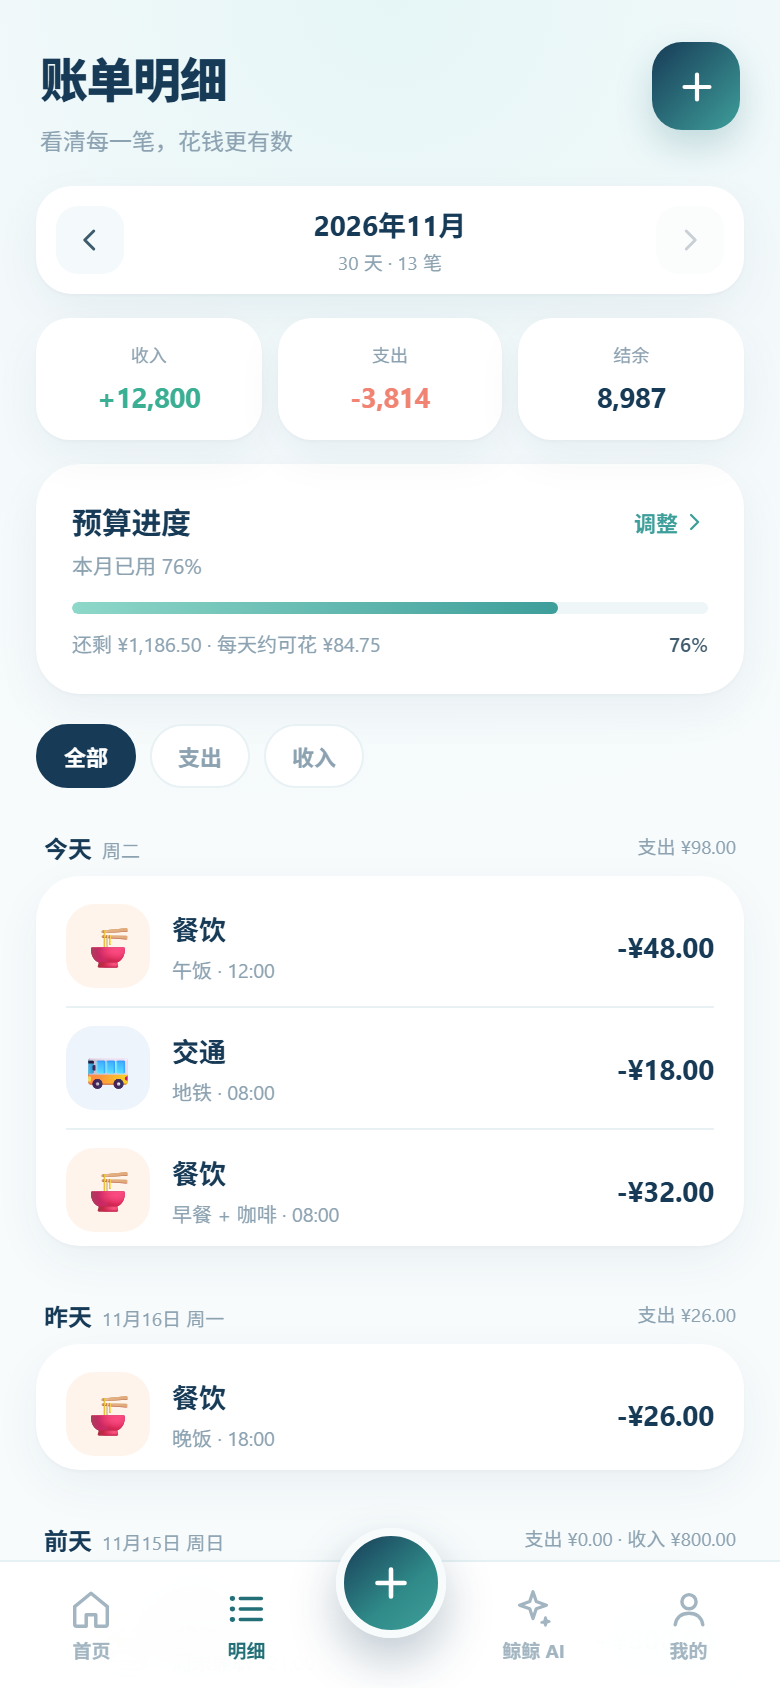 账单明细
看清每一笔，花钱更有数
2026年11月
30 天 · 13 笔
收入
+12,800
支出
-3,814
结余
8,987
预算进度
调整
本月已用 76%
还剩 ¥1,186.50 · 每天约可花 ¥84.75
76%
全部
支出
收入
今天 周二
支出 ¥98.00
餐饮
午饭 · 12:00
-¥48.00
交通
地铁 · 08:00
-¥18.00
餐饮
早餐 + 咖啡 · 08:00
-¥32.00
昨天 11月16日 周一
支出 ¥26.00
餐饮
晚饭 · 18:00
-¥26.00
前天 11月15日 周日
支出 ¥0.00 · 收入 ¥800.00
首页
明细
鲸鲸 AI
我的